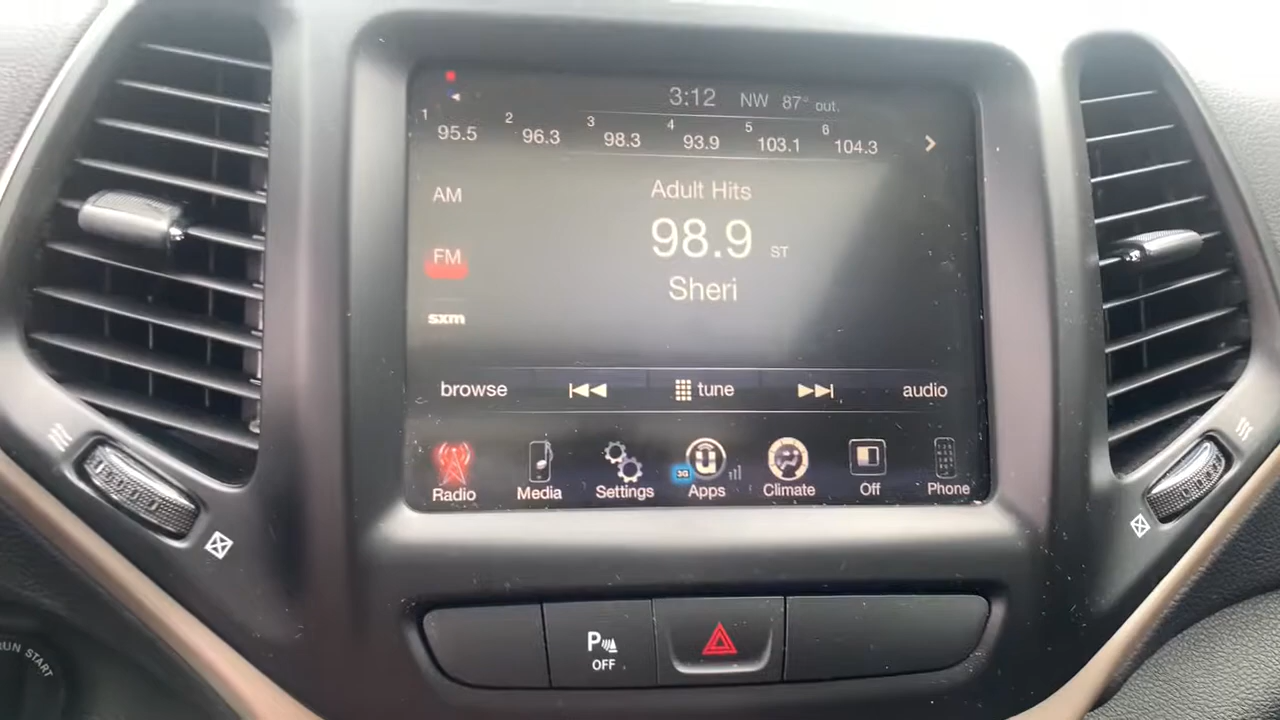 3:12 NW 87° out.
1 95.5 2 96.3 3 98.3 4 93.9 5 103.1 6 104.3
AM
Adult Hits
FM
98.9 ST
Sheri
sxm
browse tune audio
3G
Radio Media Settings Apps Climate Off Phone
P
OFF
RUN START